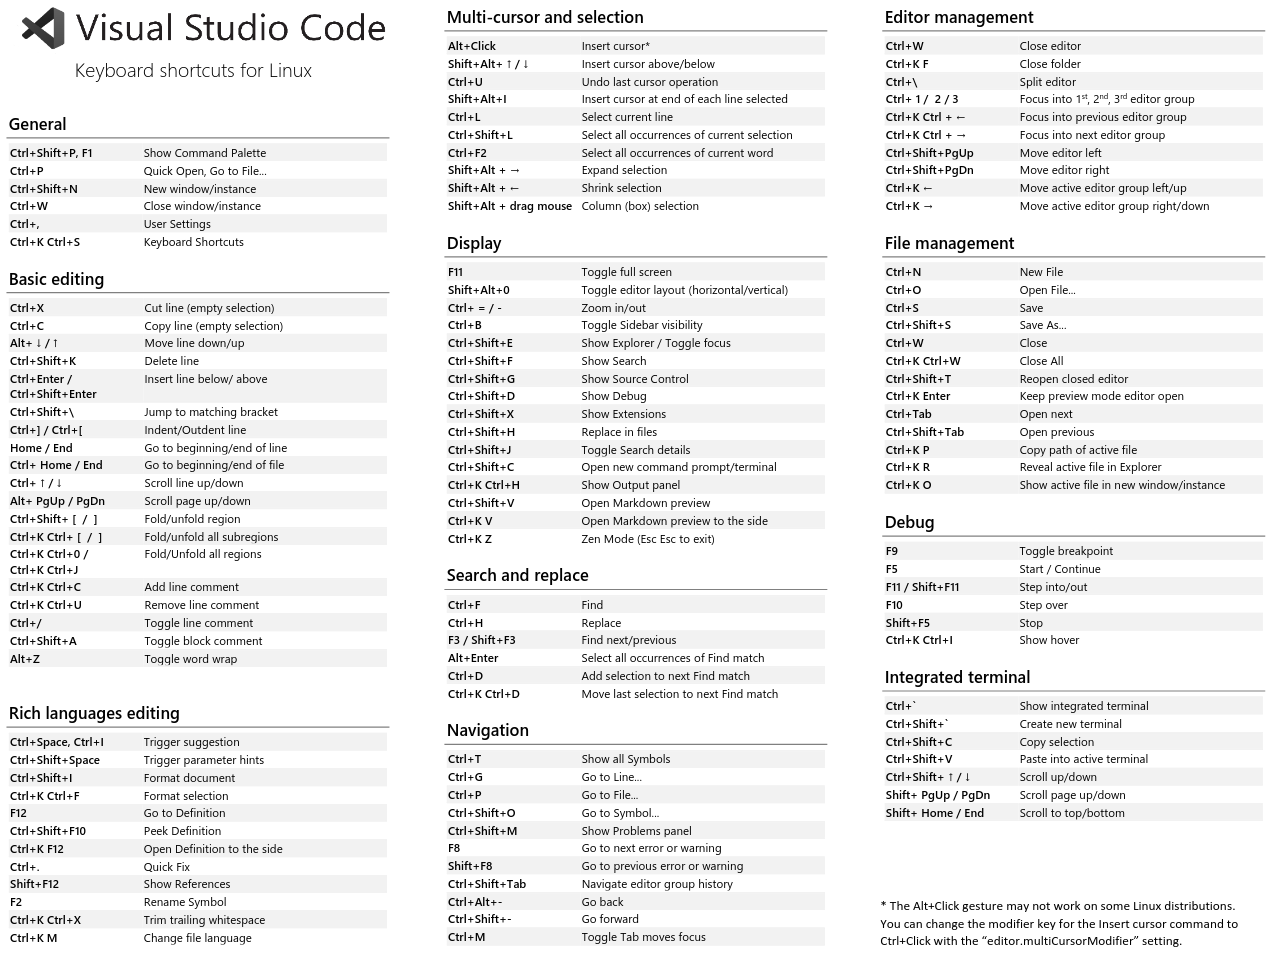 Visual Studio Code
Keyboard shortcuts for Linux
General
Ctrl+Shift+P, F1 Show Command Palette
Ctrl+P Quick Open, Go to File...
Ctrl+Shift+N New window/instance
Ctrl+W Close window/instance
Ctrl+, User Settings
Ctrl+K Ctrl+S Keyboard Shortcuts
Basic editing
Ctrl+X Cut line (empty selection)
Ctrl+C Copy line (empty selection)
Alt+ ↓ / ↑ Move line down/up
Ctrl+Shift+K Delete line
Ctrl+Enter / Insert line below/ above
Ctrl+Shift+Enter
Ctrl+Shift+\ Jump to matching bracket
Ctrl+] / Ctrl+[ Indent/Outdent line
Home / End Go to beginning/end of line
Ctrl+ Home / End Go to beginning/end of file
Ctrl+ ↑ / ↓ Scroll line up/down
Alt+ PgUp / PgDn Scroll page up/down
Ctrl+Shift+ [ / ] Fold/unfold region
Ctrl+K Ctrl+ [ / ] Fold/unfold all subregions
Ctrl+K Ctrl+0 / Fold/Unfold all regions
Ctrl+K Ctrl+J
Ctrl+K Ctrl+C Add line comment
Ctrl+K Ctrl+U Remove line comment
Ctrl+/ Toggle line comment
Ctrl+Shift+A Toggle block comment
Alt+Z Toggle word wrap
Rich languages editing
Ctrl+Space, Ctrl+I Trigger suggestion
Ctrl+Shift+Space Trigger parameter hints
Ctrl+Shift+I Format document
Ctrl+K Ctrl+F Format selection
F12 Go to Definition
Ctrl+Shift+F10 Peek Definition
Ctrl+K F12 Open Definition to the side
Ctrl+. Quick Fix
Shift+F12 Show References
F2 Rename Symbol
Ctrl+K Ctrl+X Trim trailing whitespace
Ctrl+K M Change file language
Multi-cursor and selection
Alt+Click Insert cursor*
Shift+Alt+ ↑ / ↓ Insert cursor above/below
Ctrl+U Undo last cursor operation
Shift+Alt+I Insert cursor at end of each line selected
Ctrl+L Select current line
Ctrl+Shift+L Select all occurrences of current selection
Ctrl+F2 Select all occurrences of current word
Shift+Alt + → Expand selection
Shift+Alt + ← Shrink selection
Shift+Alt + drag mouse Column (box) selection
Display
F11 Toggle full screen
Shift+Alt+0 Toggle editor layout (horizontal/vertical)
Ctrl+ = / - Zoom in/out
Ctrl+B Toggle Sidebar visibility
Ctrl+Shift+E Show Explorer / Toggle focus
Ctrl+Shift+F Show Search
Ctrl+Shift+G Show Source Control
Ctrl+Shift+D Show Debug
Ctrl+Shift+X Show Extensions
Ctrl+Shift+H Replace in files
Ctrl+Shift+J Toggle Search details
Ctrl+Shift+C Open new command prompt/terminal
Ctrl+K Ctrl+H Show Output panel
Ctrl+Shift+V Open Markdown preview
Ctrl+K V Open Markdown preview to the side
Ctrl+K Z Zen Mode (Esc Esc to exit)
Search and replace
Ctrl+F Find
Ctrl+H Replace
F3 / Shift+F3 Find next/previous
Alt+Enter Select all occurrences of Find match
Ctrl+D Add selection to next Find match
Ctrl+K Ctrl+D Move last selection to next Find match
Navigation
Ctrl+T Show all Symbols
Ctrl+G Go to Line...
Ctrl+P Go to File...
Ctrl+Shift+O Go to Symbol...
Ctrl+Shift+M Show Problems panel
F8 Go to next error or warning
Shift+F8 Go to previous error or warning
Ctrl+Shift+Tab Navigate editor group history
Ctrl+Alt+- Go back
Ctrl+Shift+- Go forward
Ctrl+M Toggle Tab moves focus
Editor management
Ctrl+W Close editor
Ctrl+K F Close folder
Ctrl+\ Split editor
Ctrl+ 1 / 2 / 3 Focus into 1st, 2nd, 3rd editor group
Ctrl+K Ctrl + ← Focus into previous editor group
Ctrl+K Ctrl + → Focus into next editor group
Ctrl+Shift+PgUp Move editor left
Ctrl+Shift+PgDn Move editor right
Ctrl+K ← Move active editor group left/up
Ctrl+K → Move active editor group right/down
File management
Ctrl+N New File
Ctrl+O Open File...
Ctrl+S Save
Ctrl+Shift+S Save As...
Ctrl+W Close
Ctrl+K Ctrl+W Close All
Ctrl+Shift+T Reopen closed editor
Ctrl+K Enter Keep preview mode editor open
Ctrl+Tab Open next
Ctrl+Shift+Tab Open previous
Ctrl+K P Copy path of active file
Ctrl+K R Reveal active file in Explorer
Ctrl+K O Show active file in new window/instance
Debug
F9 Toggle breakpoint
F5 Start / Continue
F11 / Shift+F11 Step into/out
F10 Step over
Shift+F5 Stop
Ctrl+K Ctrl+I Show hover
Integrated terminal
Ctrl+` Show integrated terminal
Ctrl+Shift+` Create new terminal
Ctrl+Shift+C Copy selection
Ctrl+Shift+V Paste into active terminal
Ctrl+Shift+ ↑ / ↓ Scroll up/down
Shift+ PgUp / PgDn Scroll page up/down
Shift+ Home / End Scroll to top/bottom
* The Alt+Click gesture may not work on some Linux distributions.
You can change the modifier key for the Insert cursor command to
Ctrl+Click with the “editor.multiCursorModifier” setting.